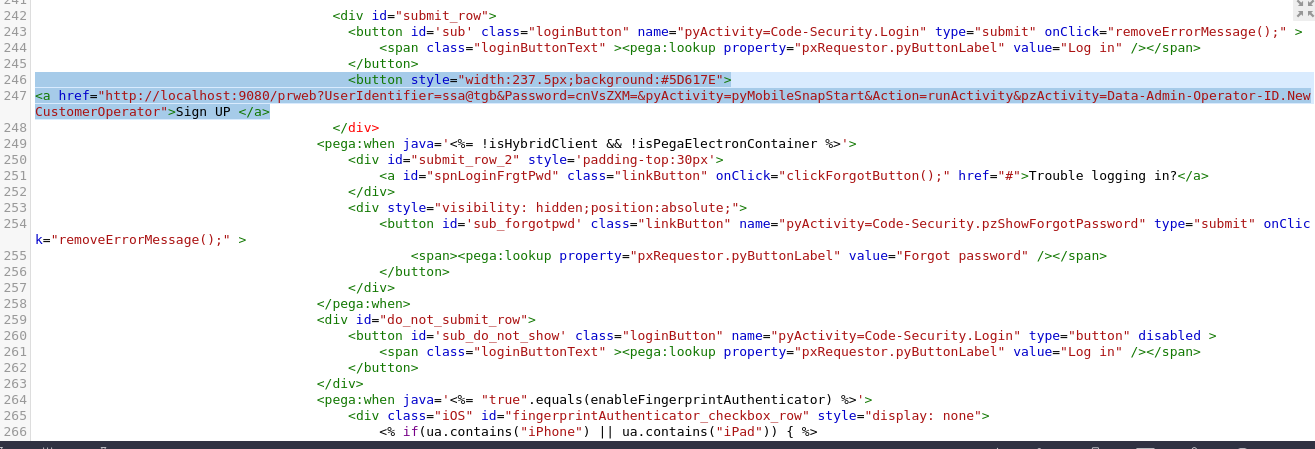 242 <div id="submit_row">
243 <button id='sub' class="loginButton" name="pyActivity=Code-Security.Login" type="submit" onClick="removeErrorMessage();" >
244 <span class="loginButtonText" ><pega:lookup property="pxRequestor.pyButtonLabel" value="Log in" /></span>
245 </button>
246 <button style="width:237.5px;background:#5D617E">
247 <a href="http://localhost:9080/prweb?UserIdentifier=ssa@tgb&Password=cnVsZXM=&pyActivity=pyMobileSnapStart&Action=runActivity&pzActivity=Data-Admin-Operator-ID.New
CustomerOperator">Sign UP </a>
248 </div>
249 <pega:when java='<%= !isHybridClient && !isPegaElectronContainer %>'>
250 <div id="submit_row_2" style='padding-top:30px'>
251 <a id="spnLoginFrgtPwd" class="linkButton" onClick="clickForgotButton();" href="#">Trouble logging in?</a>
252 </div>
253 <div style="visibility: hidden;position:absolute;">
254 <button id='sub_forgotpwd' class="linkButton" name="pyActivity=Code-Security.pzShowForgotPassword" type="submit" onClic
k="removeErrorMessage();" >
255 <span><pega:lookup property="pxRequestor.pyButtonLabel" value="Forgot password" /></span>
256 </button>
257 </div>
258 </pega:when>
259 <div id="do_not_submit_row">
260 <button id='sub_do_not_show' class="loginButton" name="pyActivity=Code-Security.Login" type="button" disabled >
261 <span class="loginButtonText" ><pega:lookup property="pxRequestor.pyButtonLabel" value="Log in" /></span>
262 </button>
263 </div>
264 <pega:when java='<%= "true".equals(enableFingerprintAuthenticator) %>'>
265 <div class="iOS" id="fingerprintAuthenticator_checkbox_row" style="display: none">
266 <% if(ua.contains("iPhone") || ua.contains("iPad")) { %>